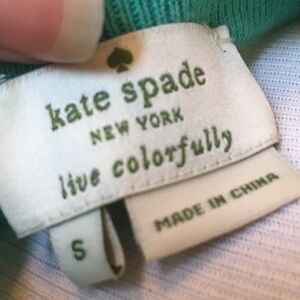 kate spade
NEW YORK
live colorfully
S
MADE IN CHINA